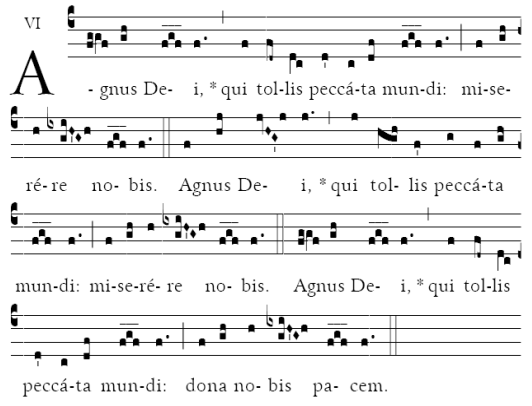 VI
A - gnus De- i, * qui tol-lis peccá-ta mun-di: mi-se-
ré-re no- bis. Agnus De- i, * qui tol- lis peccá-ta
mun-di: mi-se-ré- re no- bis. Agnus De- i, * qui tol-lis
peccá-ta mun-di: dona no- bis pa- cem.